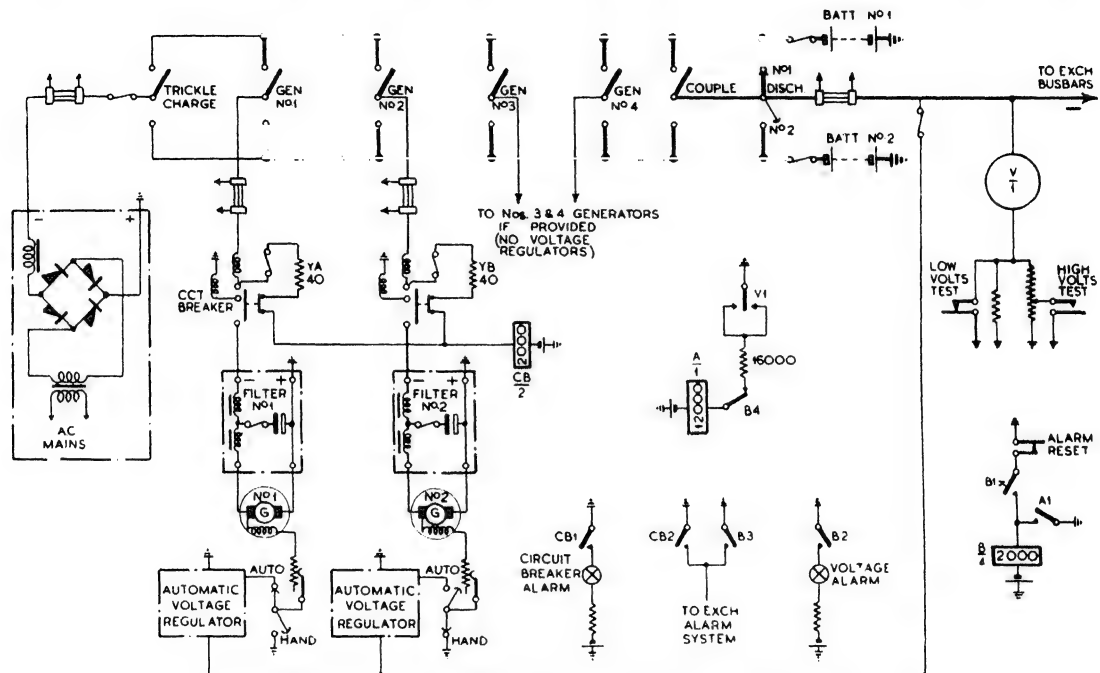 BATT Nº1
TRICKLE
CHARGE
GEN
Nº1
GEN
Nº2
GEN
Nº3
GEN
Nº4
COUPLE
Nº1
DISCH
Nº2
TO EXCH
BUSBARS
BATT Nº2
V
1
TO Nos. 3 & 4 GENERATORS
IF PROVIDED
(NO VOLTAGE
REGULATORS)
YA
40
YB
40
CCT
BREAKER
LOW
VOLTS
TEST
HIGH
VOLTS
TEST
V1
2000
CB
2
16000
A
1
12000
B4
AC
MAINS
FILTER
Nº1
FILTER
Nº2
ALARM
RESET
B1
A1
B
4
2000
Nº1
G
Nº2
G
CB1
CIRCUIT
BREAKER
ALARM
CB2
B3
B2
VOLTAGE
ALARM
TO EXCH
ALARM
SYSTEM
AUTOMATIC
VOLTAGE
REGULATOR
AUTO
HAND
AUTOMATIC
VOLTAGE
REGULATOR
AUTO
HAND